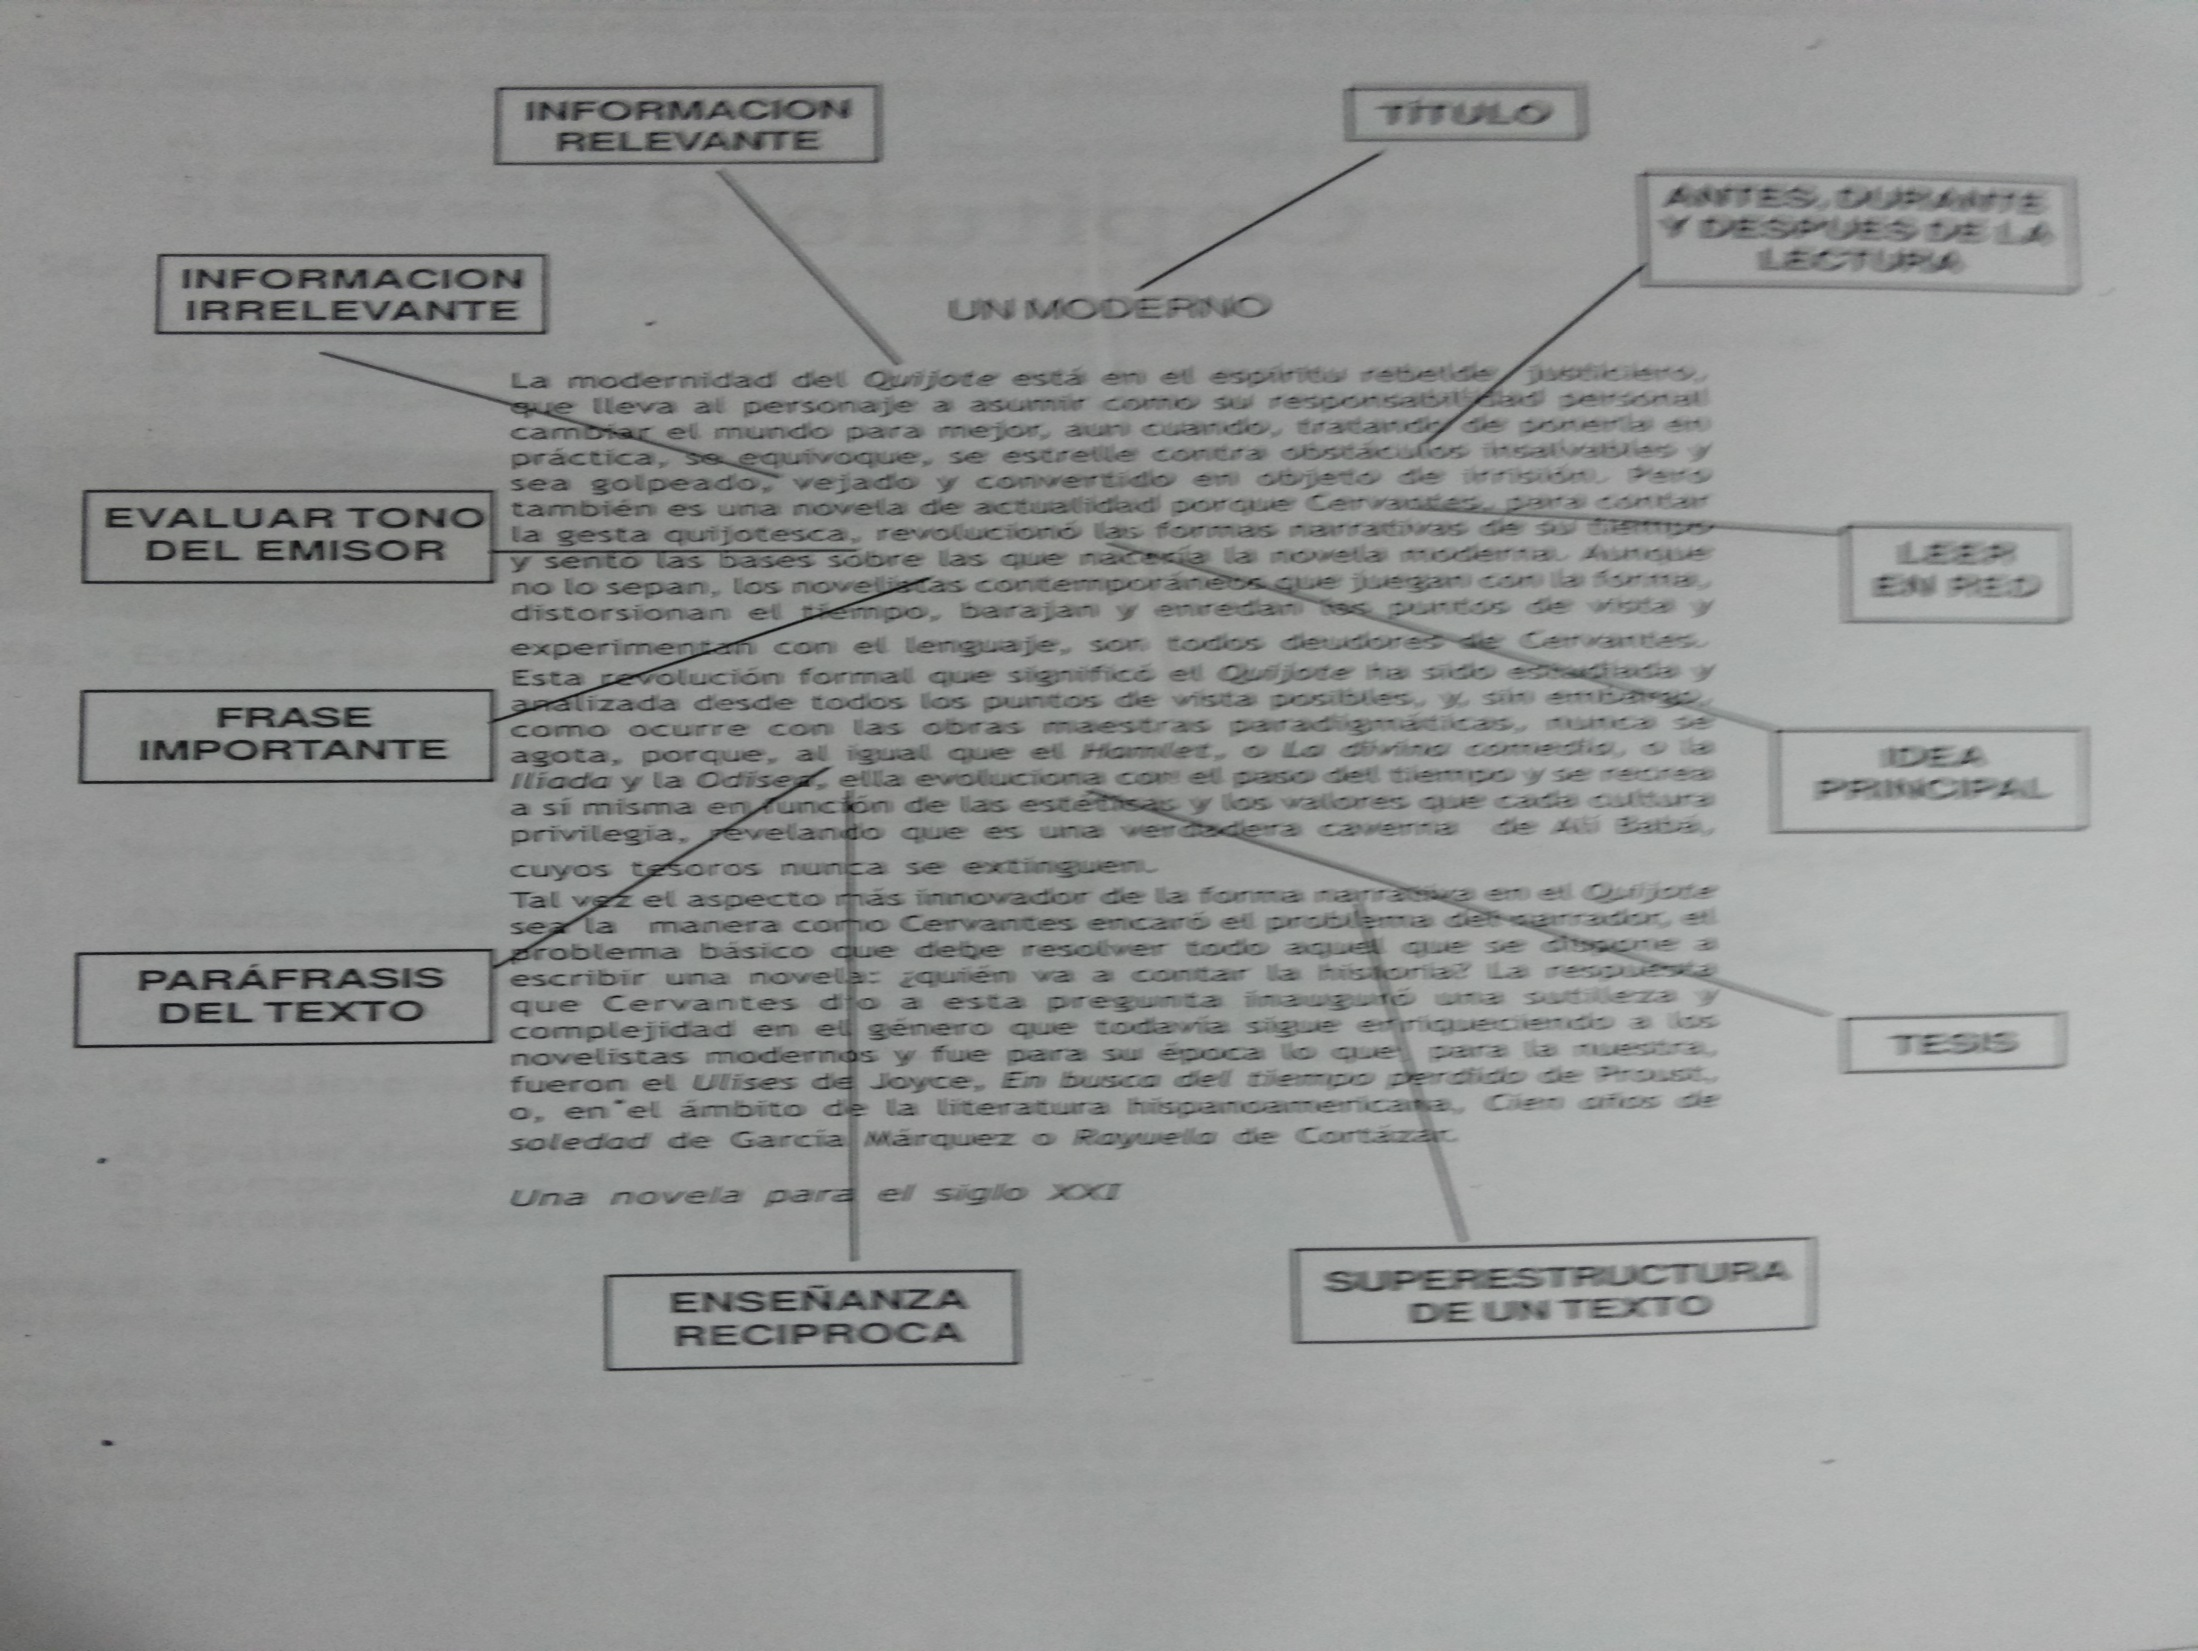 INFORMACION
RELEVANTE
TÍTULO
ANTES, DURANTE
Y DESPUES DE LA
LECTURA
INFORMACION
IRRELEVANTE
UN MODERNO
La modernidad del Quijote está en el espíritu rebelde justiciero,
que lleva al personaje a asumir como su responsabilidad personal
cambiar el mundo para mejor, aun cuando, tratando de ponerla en
práctica, se equivoque, se estrelle contra obstáculos insalvables y
sea golpeado, vejado y convertido en objeto de irrisión. Pero
también es una novela de actualidad porque Cervantes, para contar
la gesta quijotesca, revolucionó las formas narrativas de su tiempo
y sentó las bases sobre las que nacería la novela moderna. Aunque
no lo sepan, los novelistas contemporáneos que juegan con la forma,
distorsionan el tiempo, barajan y enredan los puntos de vista y
experimentan con el lenguaje, son todos deudores de Cervantes.
Esta revolución formal que significó el Quijote ha sido estudiada y
analizada desde todos los puntos de vista posibles, y, sin embargo,
como ocurre con las obras maestras paradigmáticas, nunca se
agota, porque, al igual que el Hamlet, o La divina comedia, o la
Ilíada y la Odisea, ella evoluciona con el paso del tiempo y se recrea
a sí misma en función de las estéticas y los valores que cada cultura
privilegia, revelando que es una verdadera caverna de Alí Babá,
cuyos tesoros nunca se extinguen.
Tal vez el aspecto más innovador de la forma narrativa en el Quijote
sea la manera como Cervantes encaró el problema del narrador, el
problema básico que debe resolver todo aquel que se dispone a
escribir una novela: ¿quién va a contar la historia? La respuesta
que Cervantes dio a esta pregunta inauguró una sutileza y
complejidad en el género que todavía sigue enriqueciendo a los
novelistas modernos y fue para su época lo que, para la nuestra,
fueron el Ulises de Joyce, En busca del tiempo perdido de Proust,
o, en el ámbito de la literatura hispanoamericana, Cien años de
soledad de García Márquez o Rayuela de Cortázar.
Una novela para el siglo XXI
EVALUAR TONO
DEL EMISOR
LEER
EN RED
FRASE
IMPORTANTE
IDEA
PRINCIPAL
PARÁFRASIS
DEL TEXTO
TESIS
ENSEÑANZA
RECIPROCA
SUPERESTRUCTURA
DE UN TEXTO